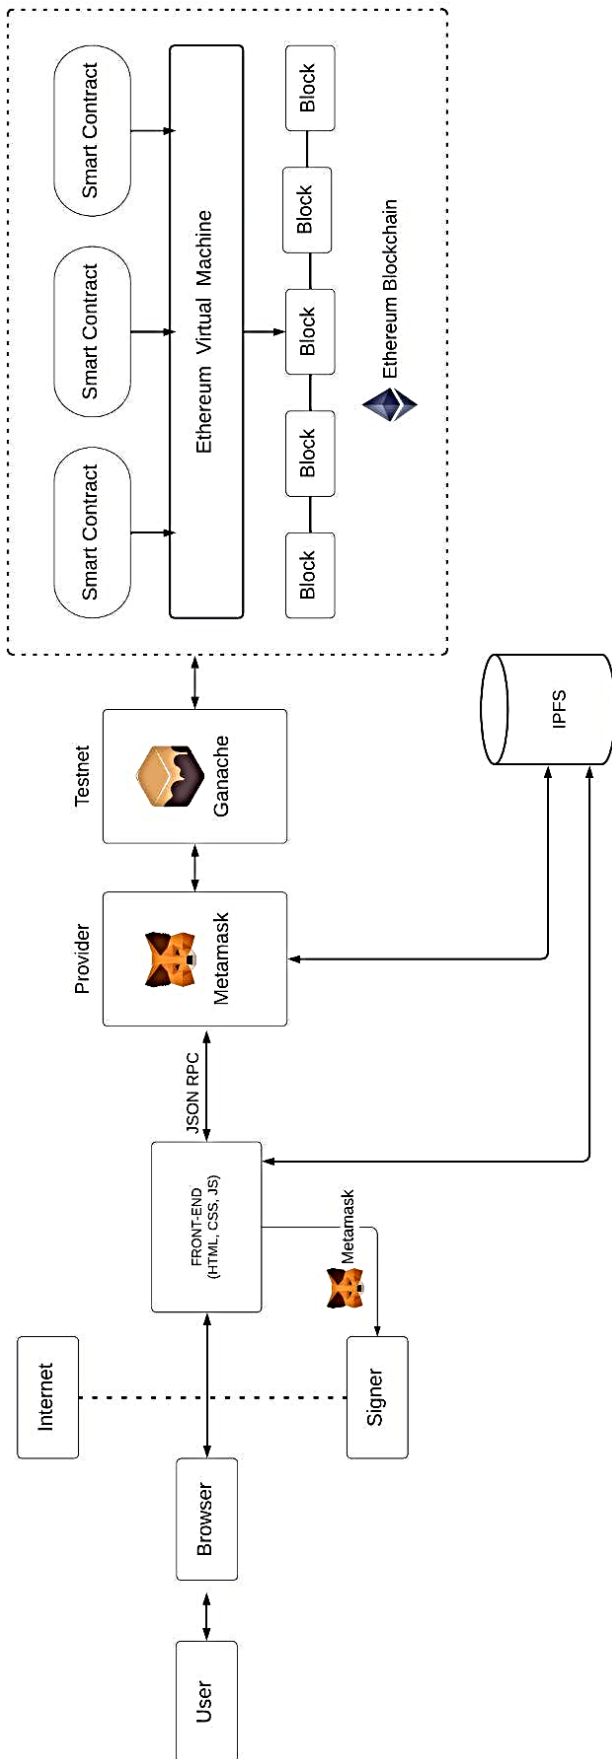 User
Browser
Internet
Signer
Metamask
FRONT-END
(HTML, CSS, JS)
JSON RPC
Provider
Metamask
Testnet
Ganache
IPFS
Smart Contract
Smart Contract
Smart Contract
Ethereum Virtual Machine
Block
Block
Block
Block
Block
Ethereum Blockchain